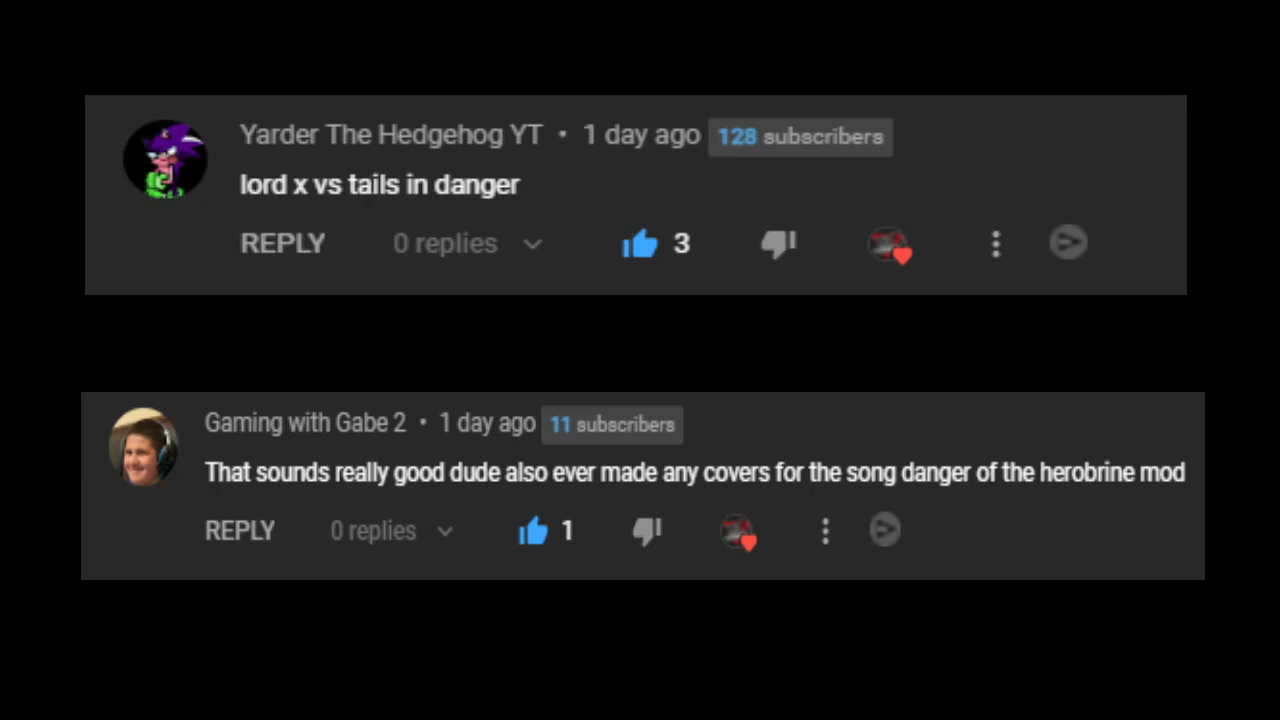 Yarder The Hedgehog YT • 1 day ago 128 subscribers
lord x vs tails in danger
REPLY 0 replies 3
Gaming with Gabe 2 • 1 day ago 11 subscribers
That sounds really good dude also ever made any covers for the song danger of the herobrine mod
REPLY 0 replies 1